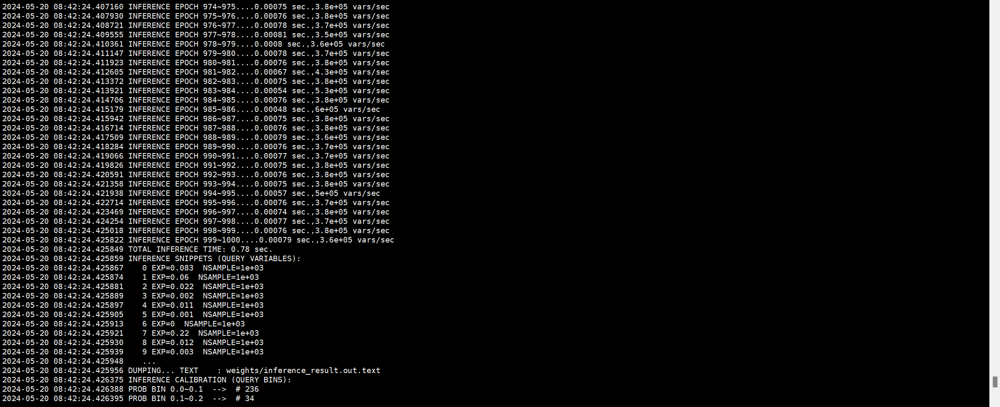 2024-05-20 08:42:24.407160 INFERENCE EPOCH 974~975....0.00075 sec.,3.8e+05 vars/sec
2024-05-20 08:42:24.407930 INFERENCE EPOCH 975~976....0.00076 sec.,3.8e+05 vars/sec
2024-05-20 08:42:24.408721 INFERENCE EPOCH 976~977....0.00078 sec.,3.7e+05 vars/sec
2024-05-20 08:42:24.409555 INFERENCE EPOCH 977~978....0.00081 sec.,3.5e+05 vars/sec
2024-05-20 08:42:24.410361 INFERENCE EPOCH 978~979....0.0008 sec.,3.6e+05 vars/sec
2024-05-20 08:42:24.411147 INFERENCE EPOCH 979~980....0.00078 sec.,3.7e+05 vars/sec
2024-05-20 08:42:24.411923 INFERENCE EPOCH 980~981....0.00076 sec.,3.8e+05 vars/sec
2024-05-20 08:42:24.412605 INFERENCE EPOCH 981~982....0.00067 sec.,4.3e+05 vars/sec
2024-05-20 08:42:24.413372 INFERENCE EPOCH 982~983....0.00075 sec.,3.8e+05 vars/sec
2024-05-20 08:42:24.413921 INFERENCE EPOCH 983~984....0.00054 sec.,5.3e+05 vars/sec
2024-05-20 08:42:24.414706 INFERENCE EPOCH 984~985....0.00076 sec.,3.8e+05 vars/sec
2024-05-20 08:42:24.415179 INFERENCE EPOCH 985~986....0.00048 sec.,6e+05 vars/sec
2024-05-20 08:42:24.415942 INFERENCE EPOCH 986~987....0.00075 sec.,3.8e+05 vars/sec
2024-05-20 08:42:24.416714 INFERENCE EPOCH 987~988....0.00076 sec.,3.8e+05 vars/sec
2024-05-20 08:42:24.417509 INFERENCE EPOCH 988~989....0.00079 sec.,3.6e+05 vars/sec
2024-05-20 08:42:24.418284 INFERENCE EPOCH 989~990....0.00076 sec.,3.7e+05 vars/sec
2024-05-20 08:42:24.419066 INFERENCE EPOCH 990~991....0.00077 sec.,3.7e+05 vars/sec
2024-05-20 08:42:24.419826 INFERENCE EPOCH 991~992....0.00075 sec.,3.8e+05 vars/sec
2024-05-20 08:42:24.420591 INFERENCE EPOCH 992~993....0.00076 sec.,3.8e+05 vars/sec
2024-05-20 08:42:24.421358 INFERENCE EPOCH 993~994....0.00075 sec.,3.8e+05 vars/sec
2024-05-20 08:42:24.421938 INFERENCE EPOCH 994~995....0.00057 sec.,5e+05 vars/sec
2024-05-20 08:42:24.422714 INFERENCE EPOCH 995~996....0.00076 sec.,3.7e+05 vars/sec
2024-05-20 08:42:24.423469 INFERENCE EPOCH 996~997....0.00074 sec.,3.8e+05 vars/sec
2024-05-20 08:42:24.424254 INFERENCE EPOCH 997~998....0.00077 sec.,3.7e+05 vars/sec
2024-05-20 08:42:24.425018 INFERENCE EPOCH 998~999....0.00076 sec.,3.8e+05 vars/sec
2024-05-20 08:42:24.425822 INFERENCE EPOCH 999~1000....0.00079 sec.,3.6e+05 vars/sec
2024-05-20 08:42:24.425849 TOTAL INFERENCE TIME: 0.78 sec.
2024-05-20 08:42:24.425859 INFERENCE SNIPPETS (QUERY VARIABLES):
2024-05-20 08:42:24.425867    0 EXP=0.083  NSAMPLE=1e+03
2024-05-20 08:42:24.425874    1 EXP=0.06  NSAMPLE=1e+03
2024-05-20 08:42:24.425881    2 EXP=0.022  NSAMPLE=1e+03
2024-05-20 08:42:24.425889    3 EXP=0.002  NSAMPLE=1e+03
2024-05-20 08:42:24.425897    4 EXP=0.011  NSAMPLE=1e+03
2024-05-20 08:42:24.425905    5 EXP=0.001  NSAMPLE=1e+03
2024-05-20 08:42:24.425913    6 EXP=0  NSAMPLE=1e+03
2024-05-20 08:42:24.425921    7 EXP=0.22  NSAMPLE=1e+03
2024-05-20 08:42:24.425930    8 EXP=0.012  NSAMPLE=1e+03
2024-05-20 08:42:24.425939    9 EXP=0.003  NSAMPLE=1e+03
2024-05-20 08:42:24.425948    ...
2024-05-20 08:42:24.425956 DUMPING... TEXT    : weights/inference_result.out.text
2024-05-20 08:42:24.426375 INFERENCE CALIBRATION (QUERY BINS):
2024-05-20 08:42:24.426388 PROB BIN 0.0~0.1  -->  # 236
2024-05-20 08:42:24.426395 PROB BIN 0.1~0.2  -->  # 34